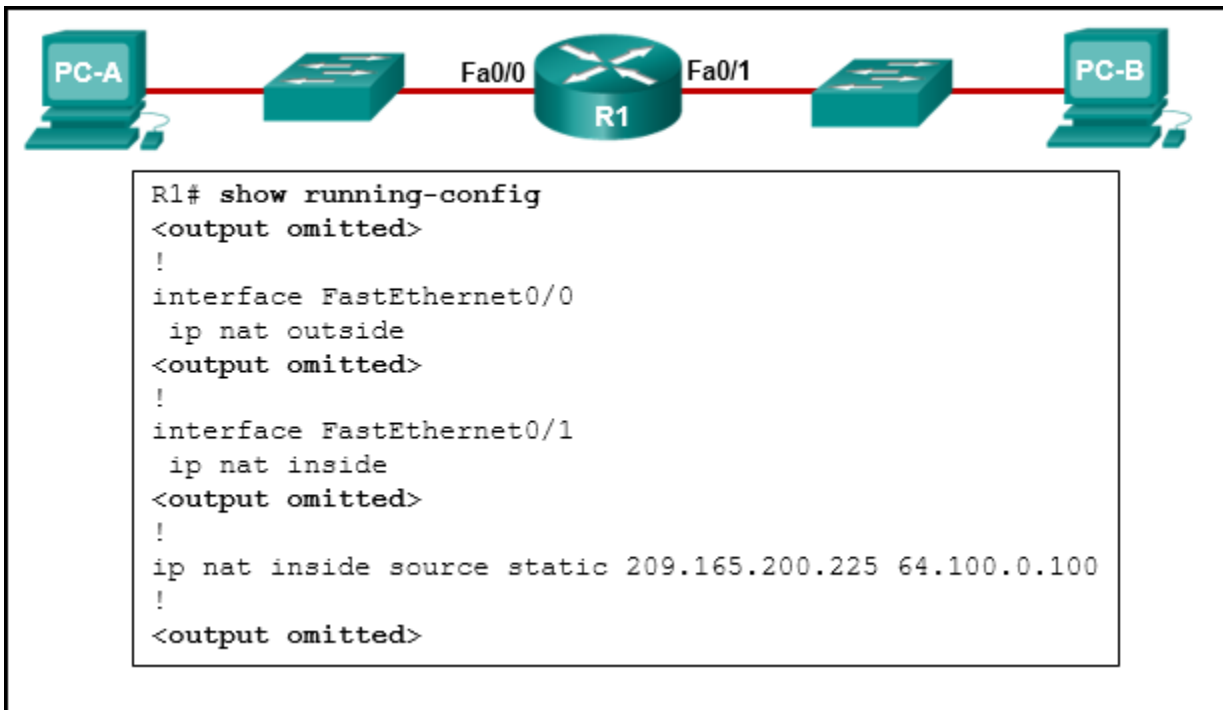 PC-A
Fa0/0
Fa0/1
PC-B
R1
R1# show running-config
<output omitted>
!
interface FastEthernet0/0
 ip nat outside
<output omitted>
!
interface FastEthernet0/1
 ip nat inside
<output omitted>
!
ip nat inside source static 209.165.200.225 64.100.0.100
!
<output omitted>